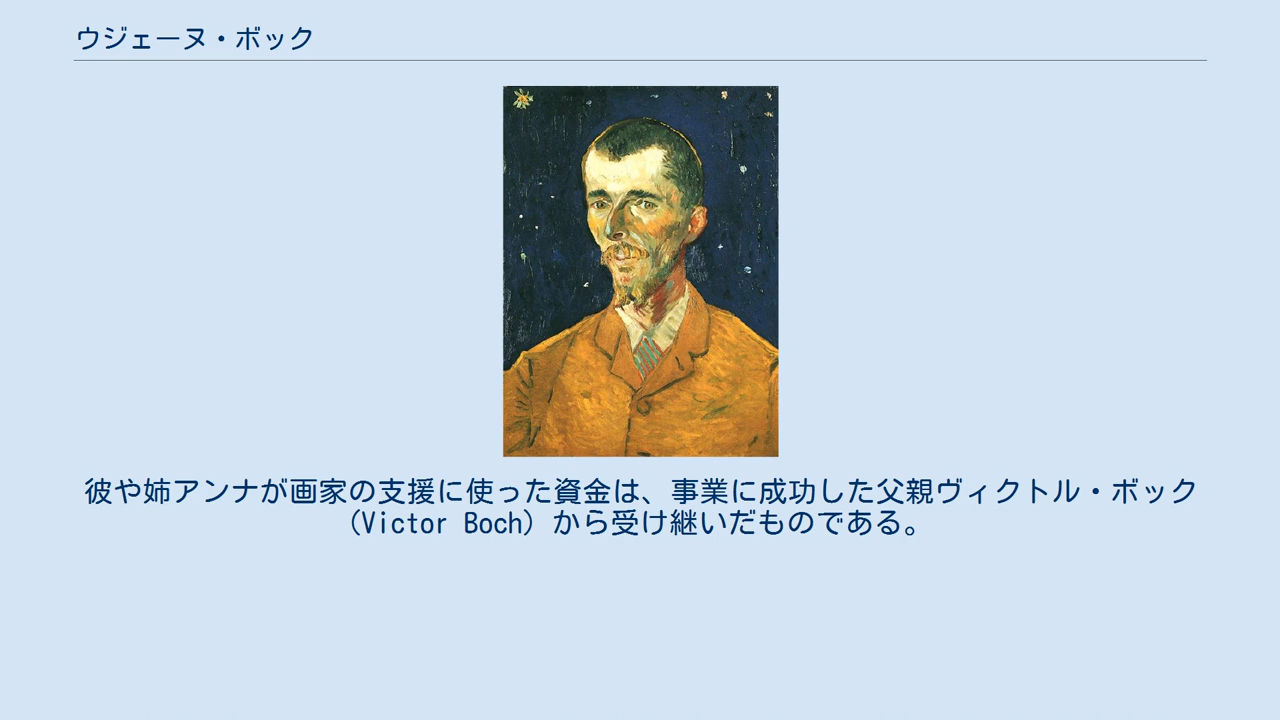 ウジェーヌ・ボック
彼や姉アンナが画家の支援に使った資金は、事業に成功した父親ヴィクトル・ボック
(Victor Boch) から受け継いだものである。